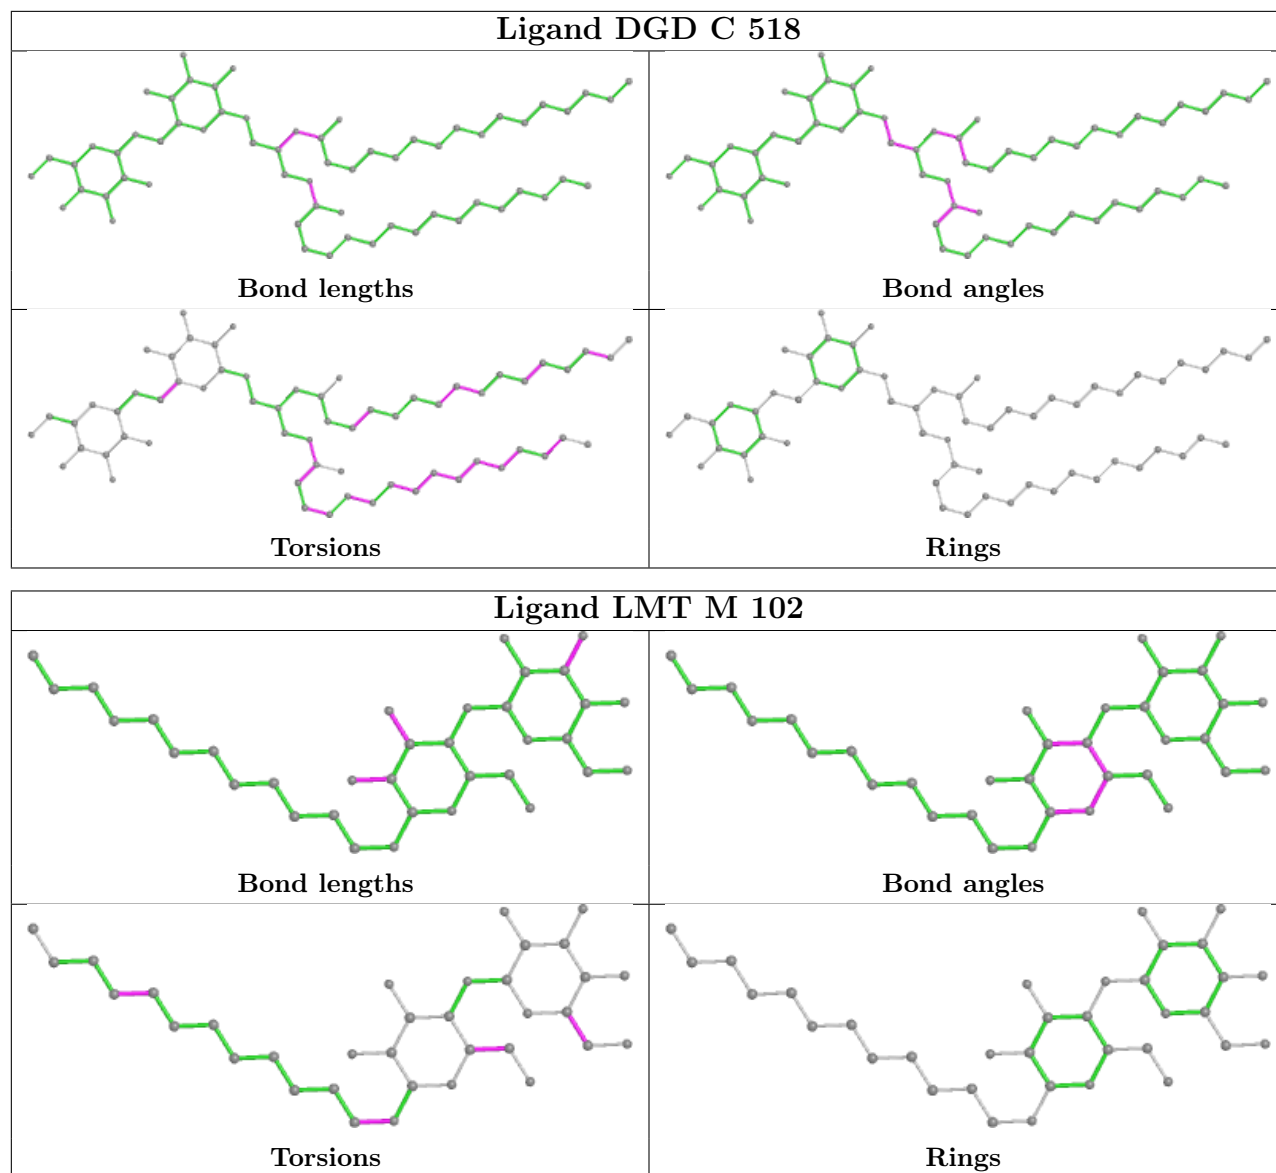 Ligand DGD C 518
Bond lengths
Bond angles
Torsions
Rings
Ligand LMT M 102
Bond lengths
Bond angles
Torsions
Rings